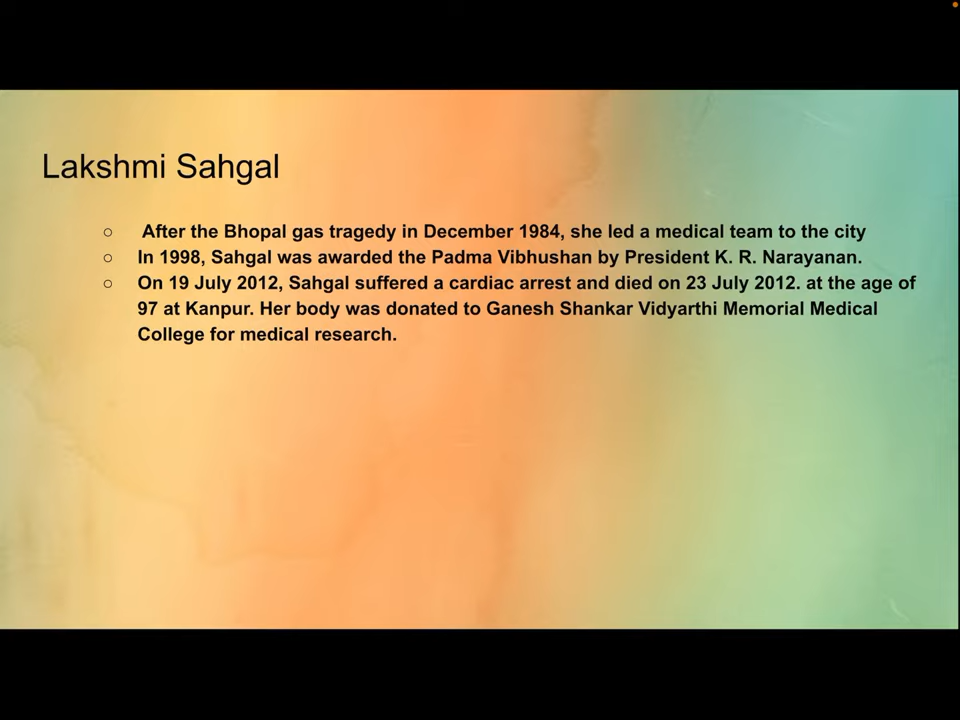 Lakshmi Sahgal
○ After the Bhopal gas tragedy in December 1984, she led a medical team to the city
○ In 1998, Sahgal was awarded the Padma Vibhushan by President K. R. Narayanan.
○ On 19 July 2012, Sahgal suffered a cardiac arrest and died on 23 July 2012. at the age of
97 at Kanpur. Her body was donated to Ganesh Shankar Vidyarthi Memorial Medical
College for medical research.